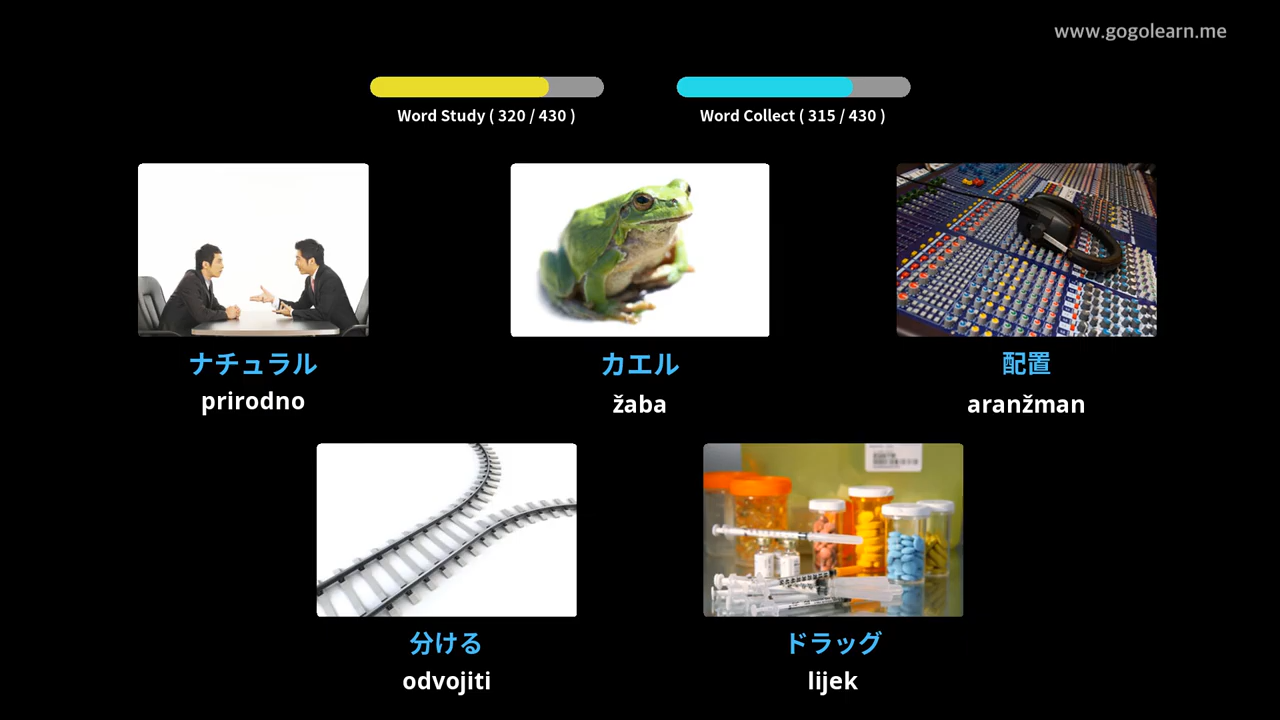 www.gogolearn.me
Word Study ( 320 / 430 )
Word Collect ( 315 / 430 )
ナチュラル
prirodno
カエル
žaba
配置
aranžman
分ける
odvojiti
ドラッグ
lijek